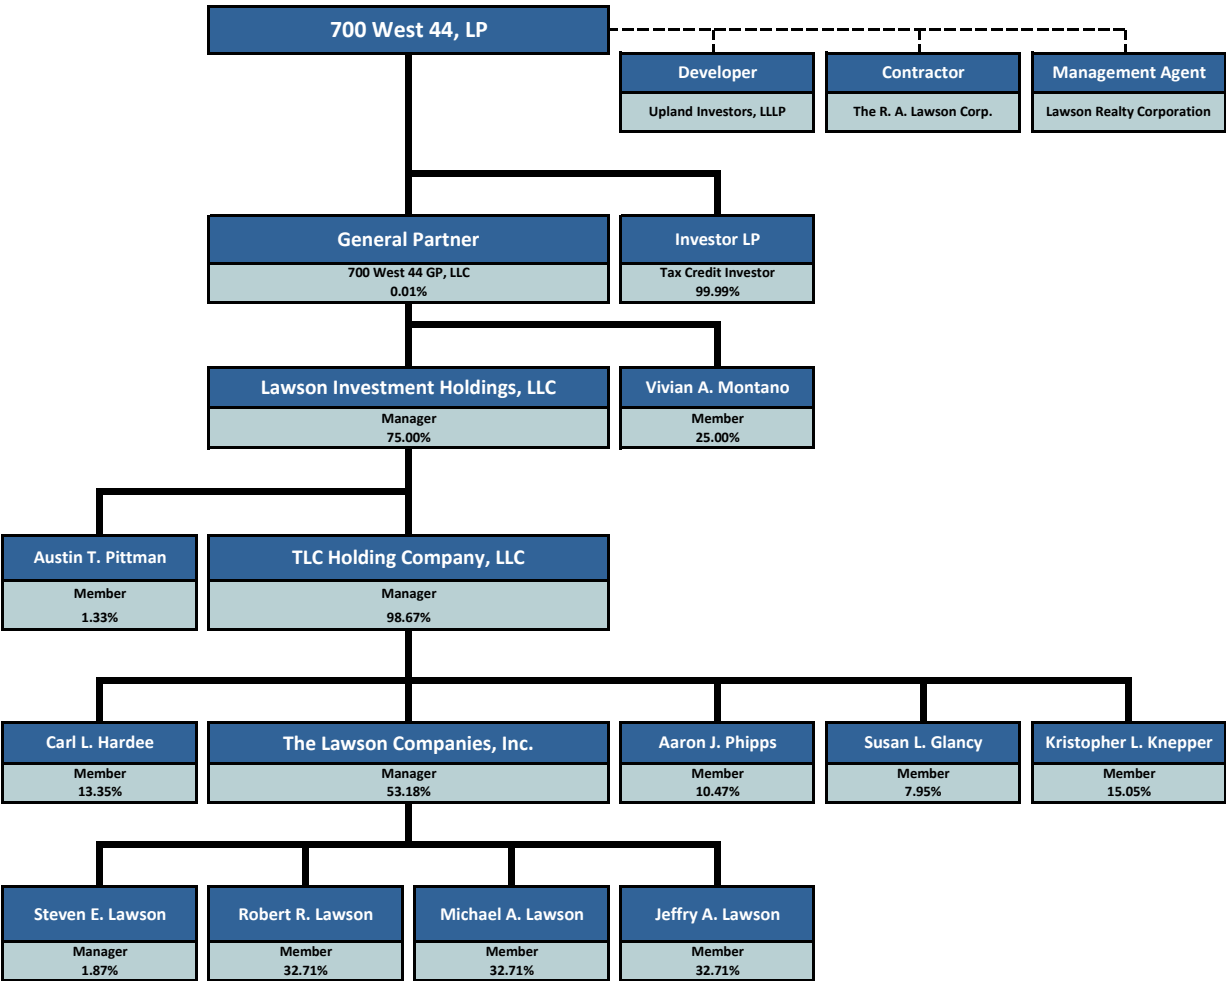 700 West 44, LP
Developer
Upland Investors, LLLP
Contractor
The R. A. Lawson Corp.
Management Agent
Lawson Realty Corporation
General Partner
700 West 44 GP, LLC
0.01%
Investor LP
Tax Credit Investor
99.99%
Lawson Investment Holdings, LLC
Manager
75.00%
Vivian A. Montano
Member
25.00%
Austin T. Pittman
Member
1.33%
TLC Holding Company, LLC
Manager
98.67%
Carl L. Hardee
Member
13.35%
The Lawson Companies, Inc.
Manager
53.18%
Aaron J. Phipps
Member
10.47%
Susan L. Glancy
Member
7.95%
Kristopher L. Knepper
Member
15.05%
Steven E. Lawson
Manager
1.87%
Robert R. Lawson
Member
32.71%
Michael A. Lawson
Member
32.71%
Jeffry A. Lawson
Member
32.71%